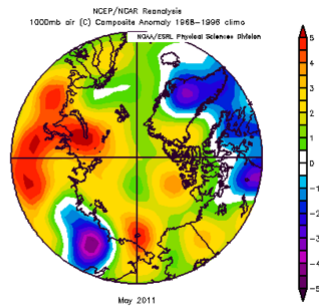 NCEP/NCAR Reanalysis
1000mb air (C) Composite Anomaly 1968-1996 climo
NOAA/ESRL Physical Sciences Division
5
4
3
2
1
0
-1
-2
-3
-4
-5
May 2011